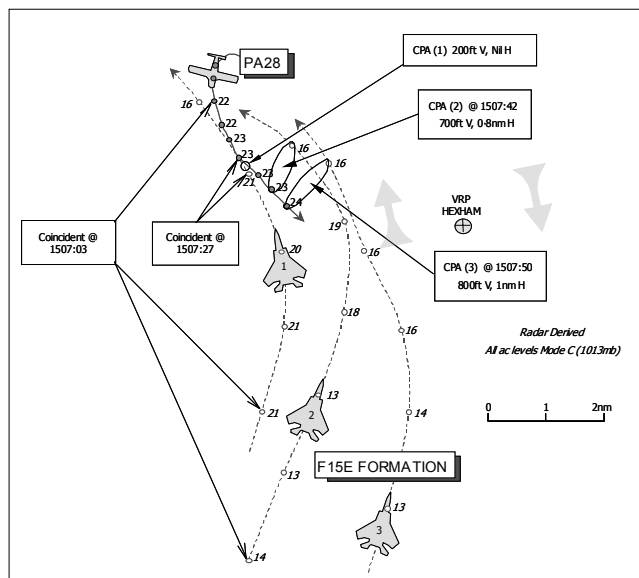 PA28
CPA (1) 200ft V, Nil H
CPA (2) @ 1507:42
700ft V, 0·8nm H
16
22
22
23
23
21
23
23
24
16
16
VRP
HEXHAM
Coincident @
1507:03
Coincident @
1507:27
19
20
16
1
CPA (3) @ 1507:50
800ft V, 1nm H
21
18
16
Radar Derived
All ac levels Mode C (1013mb)
21
13
2
14
0 1 2nm
F15E FORMATION
13
13
3
14